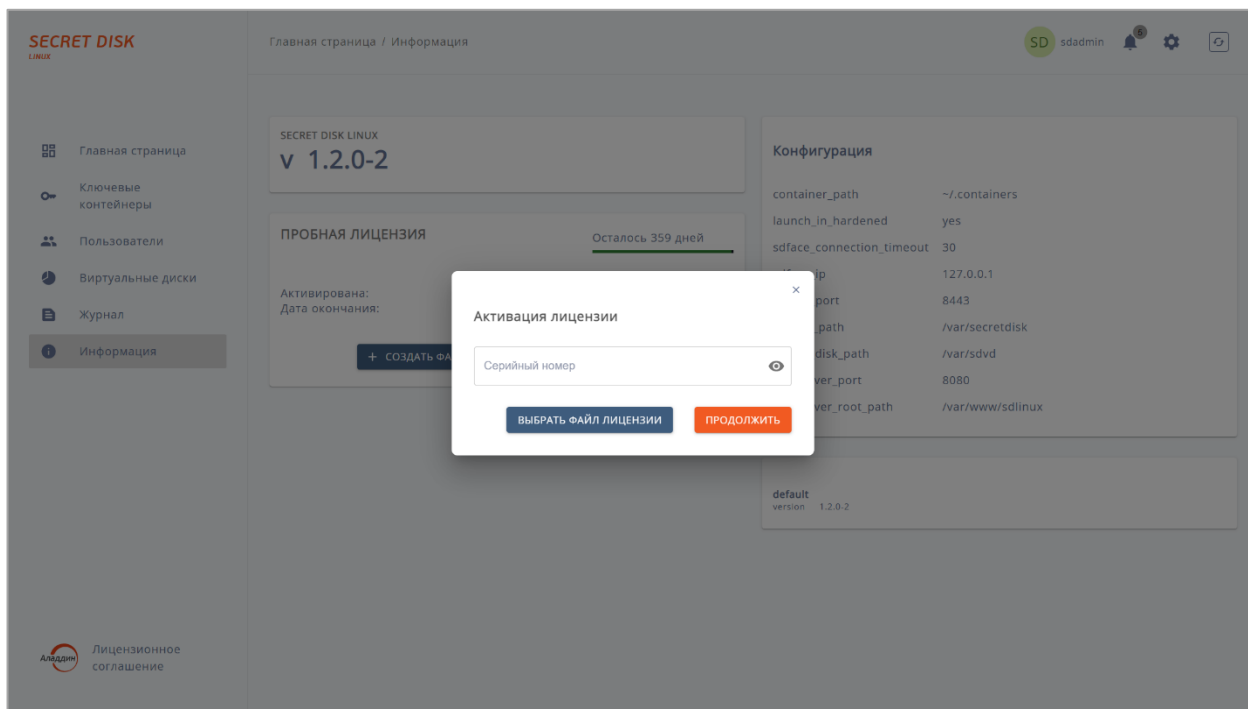 SECRET DISK
LINUX
Главная страница / Информация
SD sdadmin 6
Главная страница
Ключевые
контейнеры
Пользователи
Виртуальные диски
Журнал
Информация
SECRET DISK LINUX
v 1.2.0-2
ПРОБНАЯ ЛИЦЕНЗИЯ
Осталось 359 дней
Активирована:
Дата окончания:
+ СОЗДАТЬ ФА
Активация лицензии
×
Серийный номер
ВЫБРАТЬ ФАЙЛ ЛИЦЕНЗИИ
ПРОДОЛЖИТЬ
Конфигурация
container_path ~/.containers
launch_in_hardened yes
sdface_connection_timeout 30
ip 127.0.0.1
port 8443
_path /var/secretdisk
disk_path /var/sdvd
ver_port 8080
ver_root_path /var/www/sdlinux
default
version 1.2.0-2
Аладдин
Лицензионное
соглашение